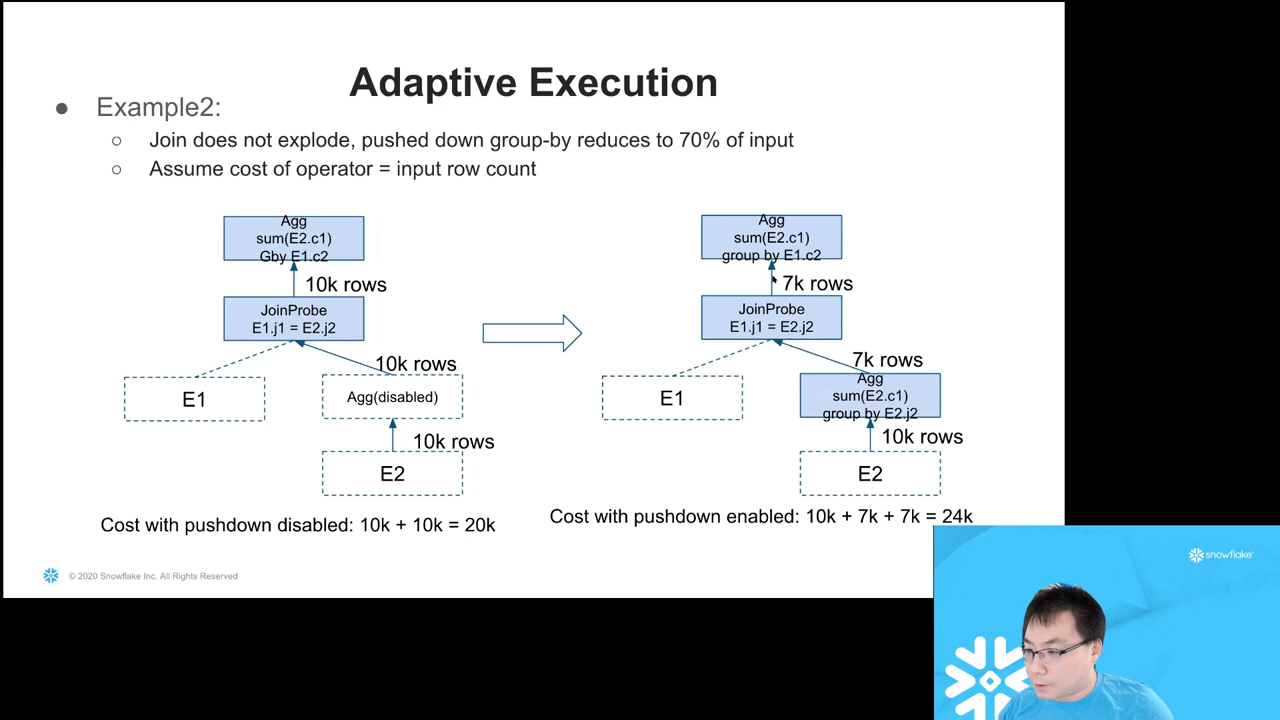 Adaptive Execution
● Example2:
○ Join does not explode, pushed down group-by reduces to 70% of input
○ Assume cost of operator = input row count
Agg
sum(E2.c1)
Gby E1.c2
10k rows
JoinProbe
E1.j1 = E2.j2
10k rows
E1
Agg(disabled)
10k rows
E2
Cost with pushdown disabled: 10k + 10k = 20k
Agg
sum(E2.c1)
group by E1.c2
7k rows
JoinProbe
E1.j1 = E2.j2
7k rows
E1
Agg
sum(E2.c1)
group by E2.j2
10k rows
E2
Cost with pushdown enabled: 10k + 7k + 7k = 24k
© 2020 Snowflake Inc. All Rights Reserved
snowflake